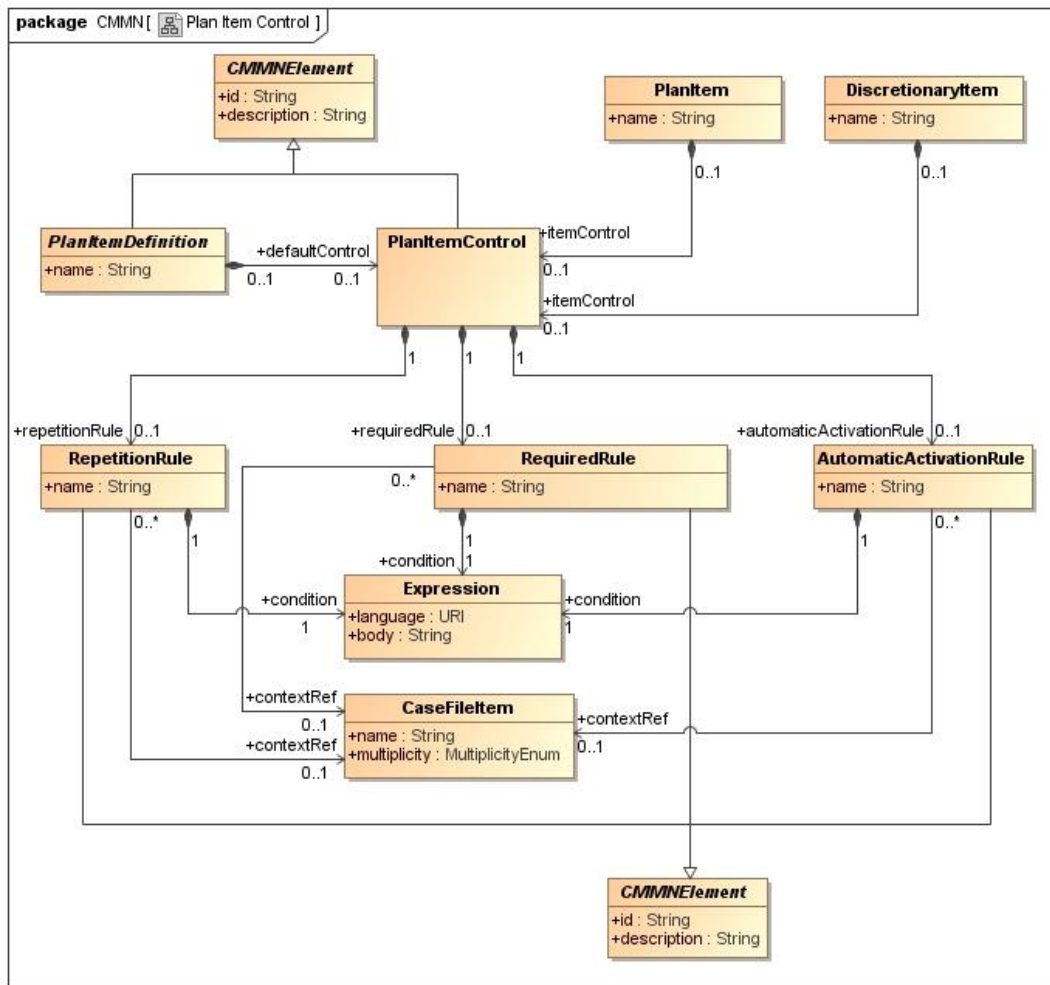 package CMMN [ Plan Item Control ]
CMMNElement
+id : String
+description : String
PlanItem
+name : String
DiscretionaryItem
+name : String
0..1
0..1
PlanItemDefinition
+name : String
+defaultControl
0..1
0..1
PlanItemControl
+itemControl
0..1
+itemControl
0..1
1
1
1
+repetitionRule
0..1
+requiredRule
0..1
+automaticActivationRule
0..1
RepetitionRule
+name : String
RequiredRule
+name : String
AutomaticActivationRule
+name : String
0..*
0..*
0..*
1
1
1
+condition
1
+condition
1
+condition
1
Expression
+language : URI
+body : String
+contextRef
0..1
+contextRef
0..1
+contextRef
0..1
CaseFileItem
+name : String
+multiplicity : MultiplicityEnum
CMMNElement
+id : String
+description : String